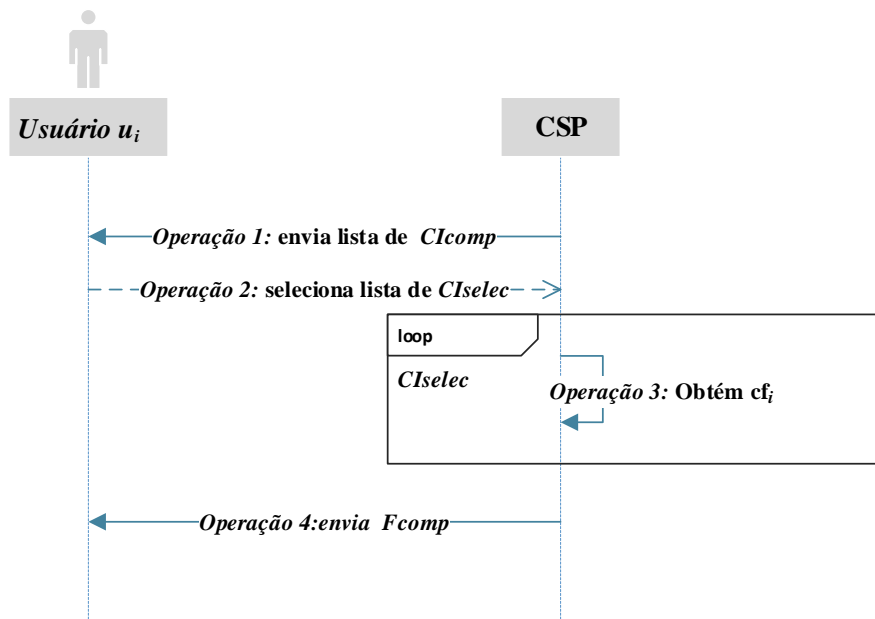 Usuário uᵢ
CSP
Operação 1: envia lista de CIcomp
Operação 2: seleciona lista de CIselec
loop
CIselec
Operação 3: Obtém cfᵢ
Operação 4:envia Fcomp